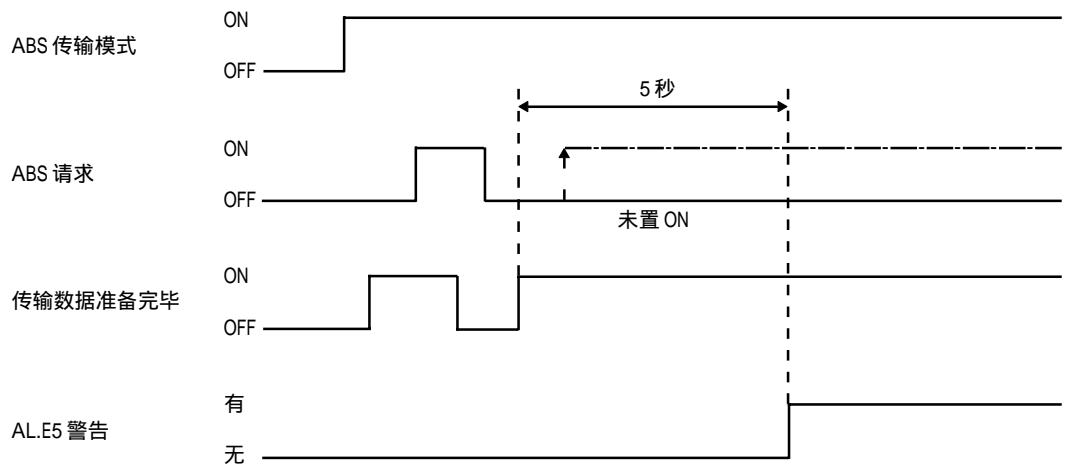 ON
ABS 传输模式
OFF
5 秒
ON
ABS 请求
OFF
未置 ON
ON
传输数据准备完毕
OFF
有
AL.E5 警告
无